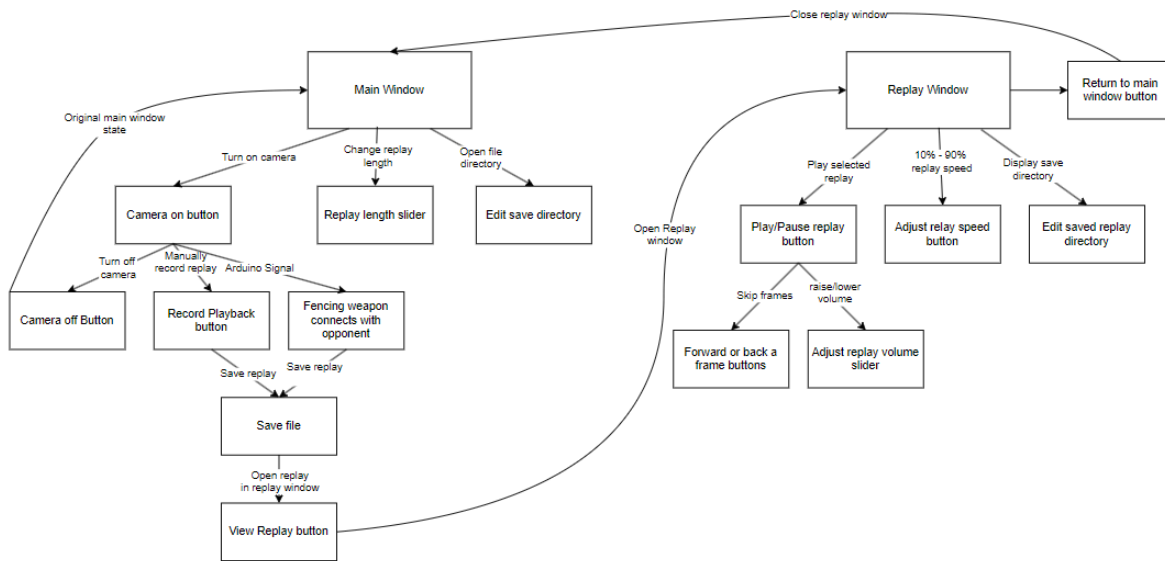 Close replay window
Main Window
Replay Window
Return to main
window button
Original main window
state
Turn on camera
Change replay
length
Open file
directory
Play selected
replay
10% - 90%
replay speed
Display save
directory
Camera on button
Replay length slider
Edit save directory
Open Replay
window
Play/Pause replay
button
Adjust relay speed
button
Edit saved replay
directory
Turn off
camera
Manually
record replay
Arduino Signal
Skip frames
raise/lower
volume
Camera off Button
Record Playback
button
Fencing weapon
connects with
opponent
Forward or back a
frame buttons
Adjust replay volume
slider
Save replay
Save replay
Save file
Open replay
in replay window
View Replay button